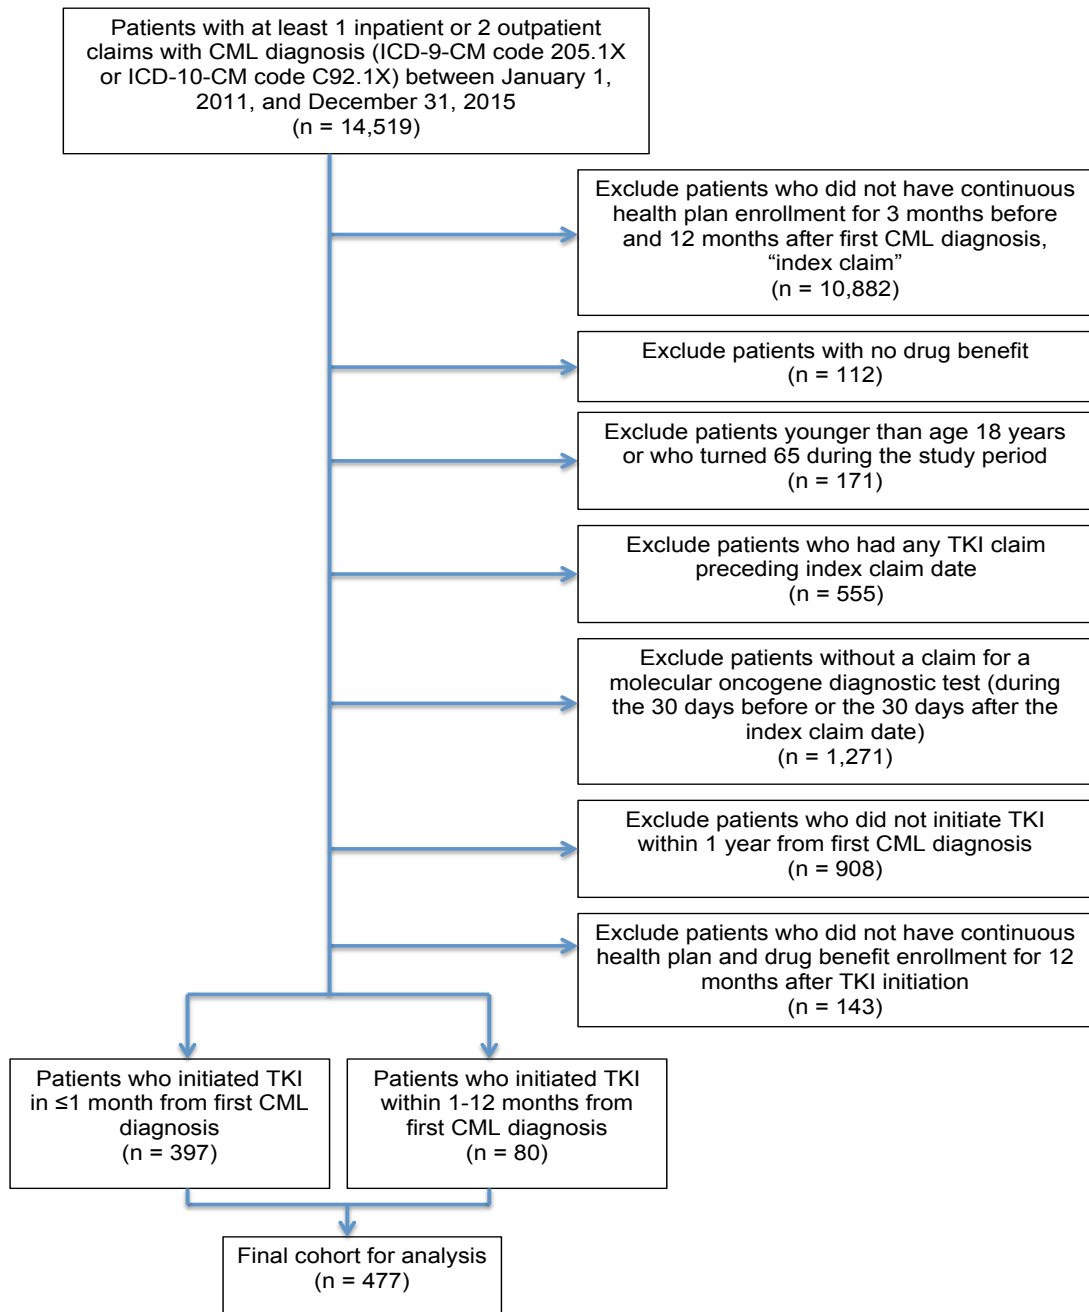 Patients with at least 1 inpatient or 2 outpatient
claims with CML diagnosis (ICD-9-CM code 205.1X
or ICD-10-CM code C92.1X) between January 1,
2011, and December 31, 2015
(n = 14,519)
Exclude patients who did not have continuous
health plan enrollment for 3 months before
and 12 months after first CML diagnosis,
“index claim”
(n = 10,882)
Exclude patients with no drug benefit
(n = 112)
Exclude patients younger than age 18 years
or who turned 65 during the study period
(n = 171)
Exclude patients who had any TKI claim
preceding index claim date
(n = 555)
Exclude patients without a claim for a
molecular oncogene diagnostic test (during
the 30 days before or the 30 days after the
index claim date)
(n = 1,271)
Exclude patients who did not initiate TKI
within 1 year from first CML diagnosis
(n = 908)
Exclude patients who did not have continuous
health plan and drug benefit enrollment for 12
months after TKI initiation
(n = 143)
Patients who initiated TKI
in ≤1 month from first CML
diagnosis
(n = 397)
Patients who initiated TKI
within 1-12 months from
first CML diagnosis
(n = 80)
Final cohort for analysis
(n = 477)